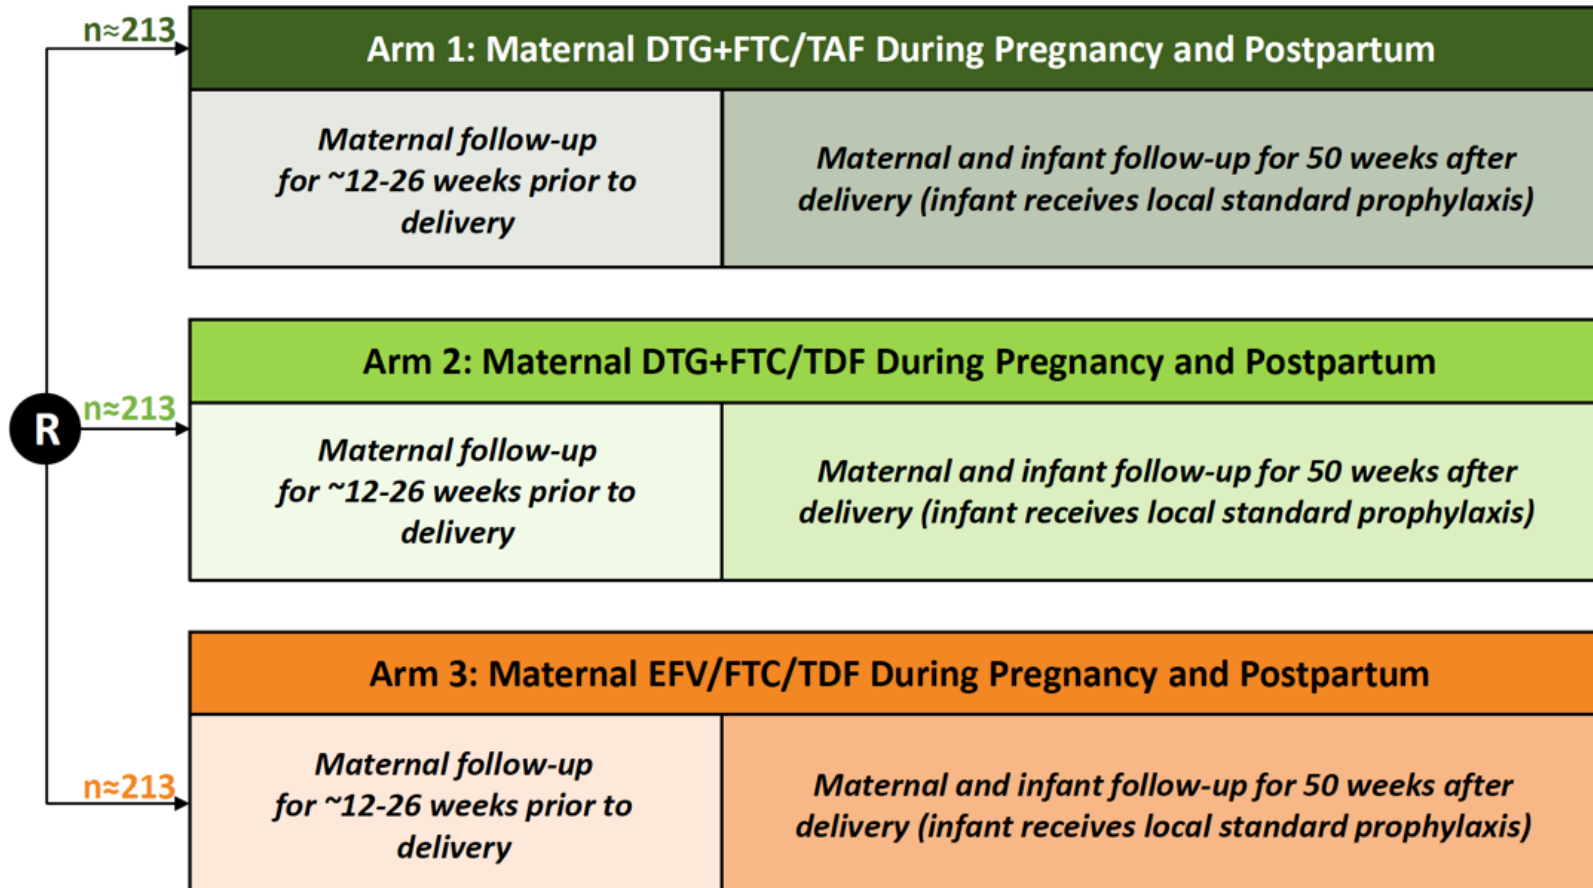 n≈213
Arm 1: Maternal DTG+FTC/TAF During Pregnancy and Postpartum
Maternal follow-up
for ~12-26 weeks prior to
delivery
Maternal and infant follow-up for 50 weeks after
delivery (infant receives local standard prophylaxis)
R
n≈213
Arm 2: Maternal DTG+FTC/TDF During Pregnancy and Postpartum
Maternal follow-up
for ~12-26 weeks prior to
delivery
Maternal and infant follow-up for 50 weeks after
delivery (infant receives local standard prophylaxis)
n≈213
Arm 3: Maternal EFV/FTC/TDF During Pregnancy and Postpartum
Maternal follow-up
for ~12-26 weeks prior to
delivery
Maternal and infant follow-up for 50 weeks after
delivery (infant receives local standard prophylaxis)